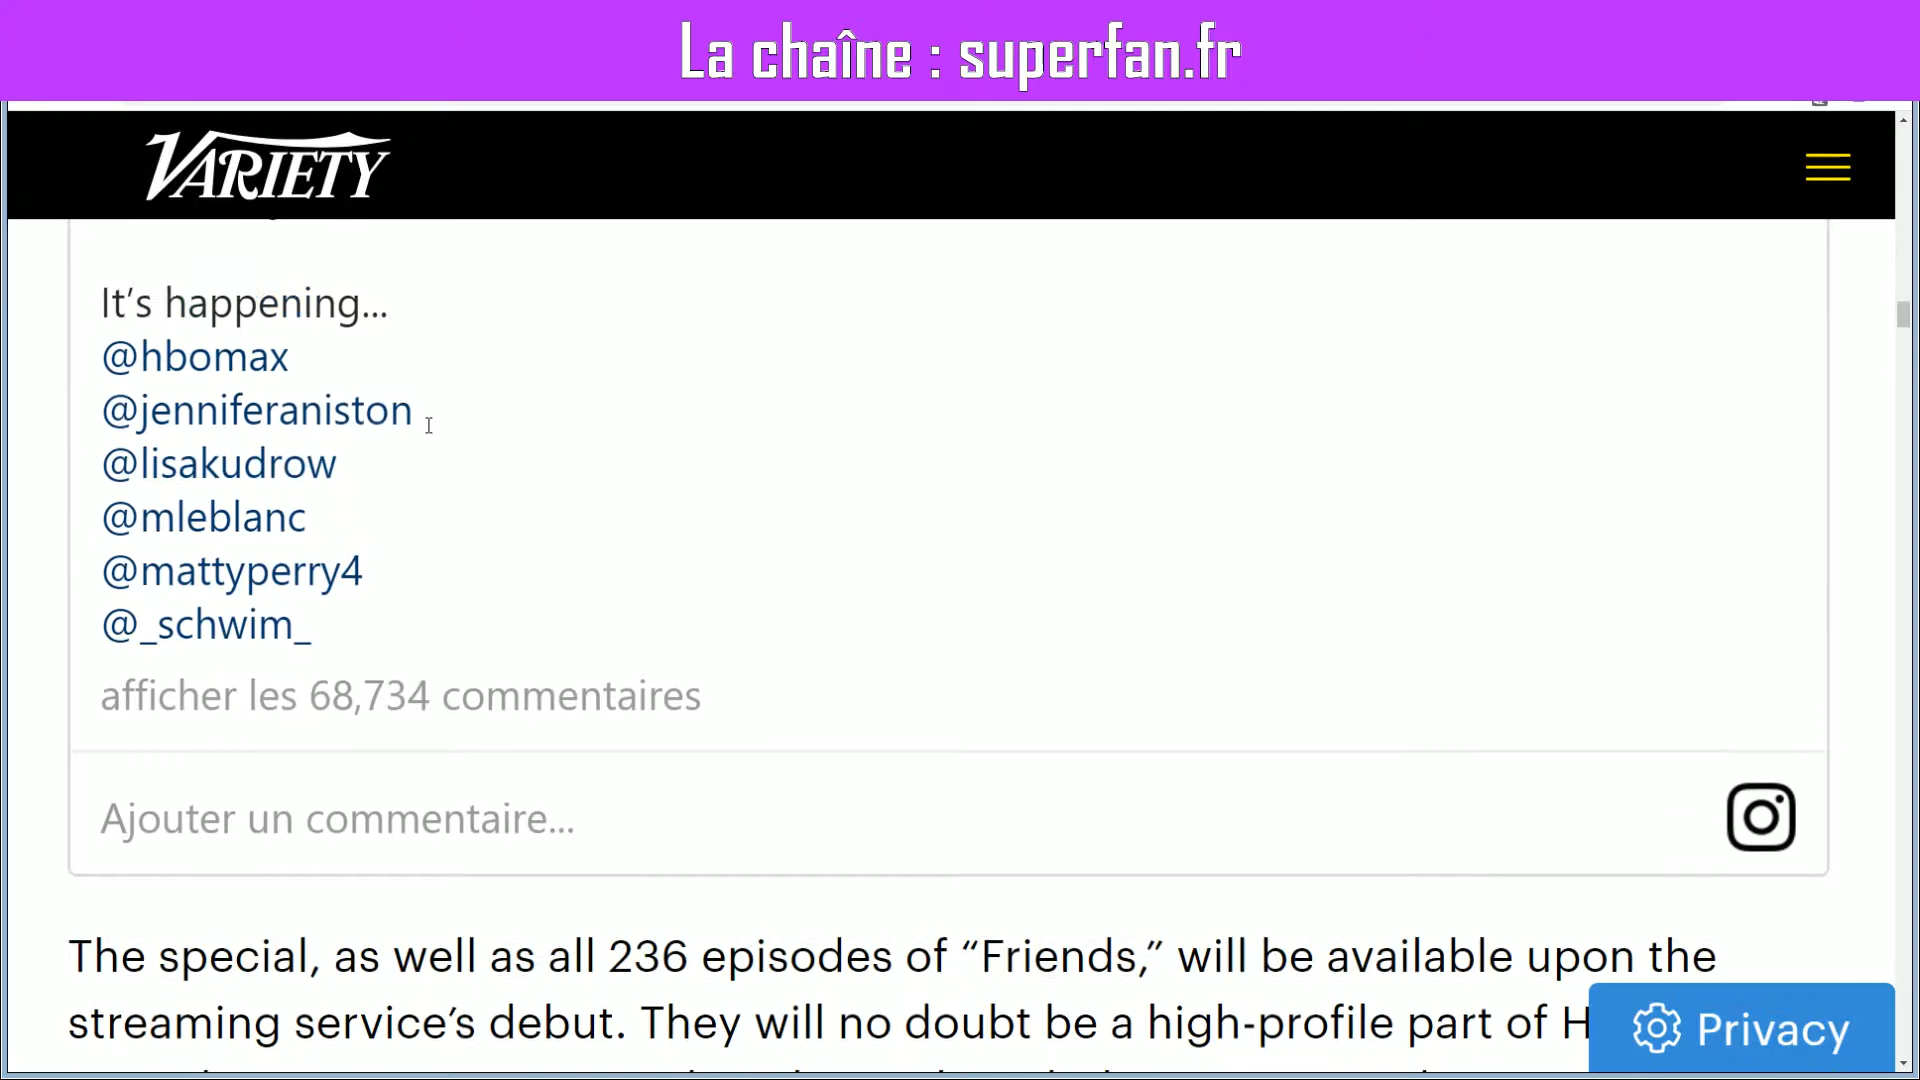 La chaîne : superfan.fr
VARIETY
It’s happening...
@hbomax
@jenniferaniston
@lisakudrow
@mleblanc
@mattyperry4
@_schwim_
afficher les 68,734 commentaires
Ajouter un commentaire...
The special, as well as all 236 episodes of “Friends,” will be available upon the
streaming service’s debut. They will no doubt be a high-profile part of H
Privacy